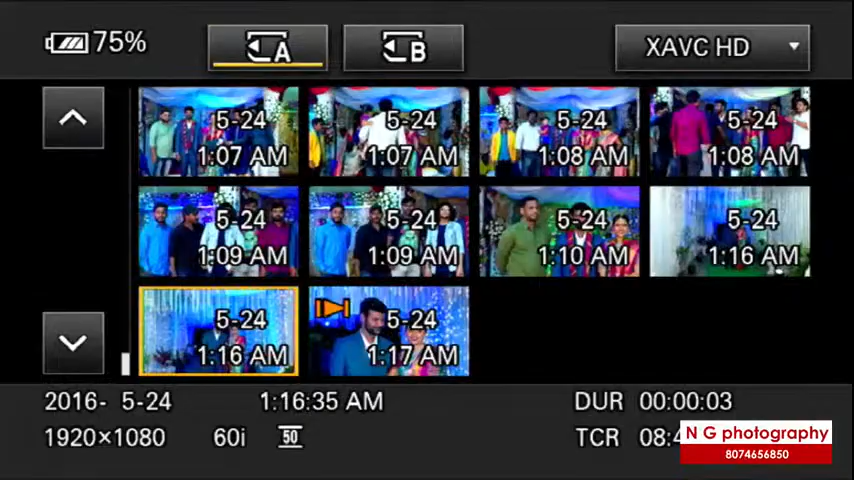 75%
A
B
XAVC HD
5-24
1:07 AM
5-24
1:07 AM
5-24
1:08 AM
5-24
1:08 AM
5-24
1:09 AM
5-24
1:09 AM
5-24
1:10 AM
5-24
1:16 AM
5-24
1:16 AM
5-24
1:17 AM
2016- 5-24 1:16:35 AM DUR 00:00:03
1920×1080 60i 50 TCR 08:4
N G photography
8074656850